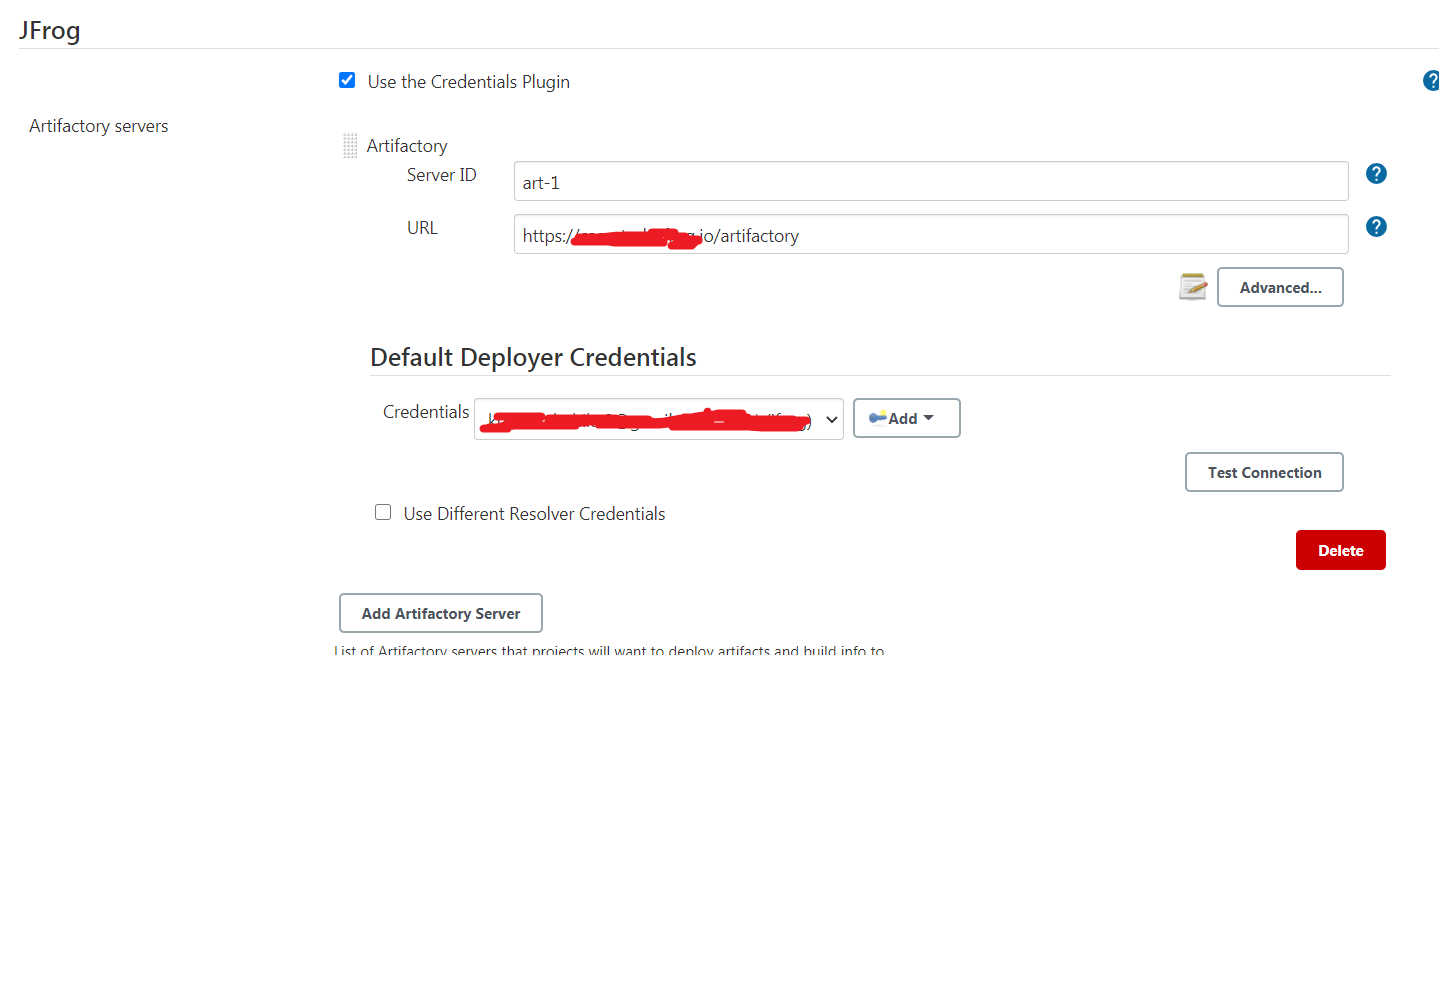 JFrog
Use the Credentials Plugin
Artifactory servers
Artifactory
Server ID
art-1
URL
https:// .io/artifactory
Advanced...
Default Deployer Credentials
Credentials
Add
Test Connection
Use Different Resolver Credentials
Delete
Add Artifactory Server
List of Artifactory servers that projects will want to deploy artifacts and build info to